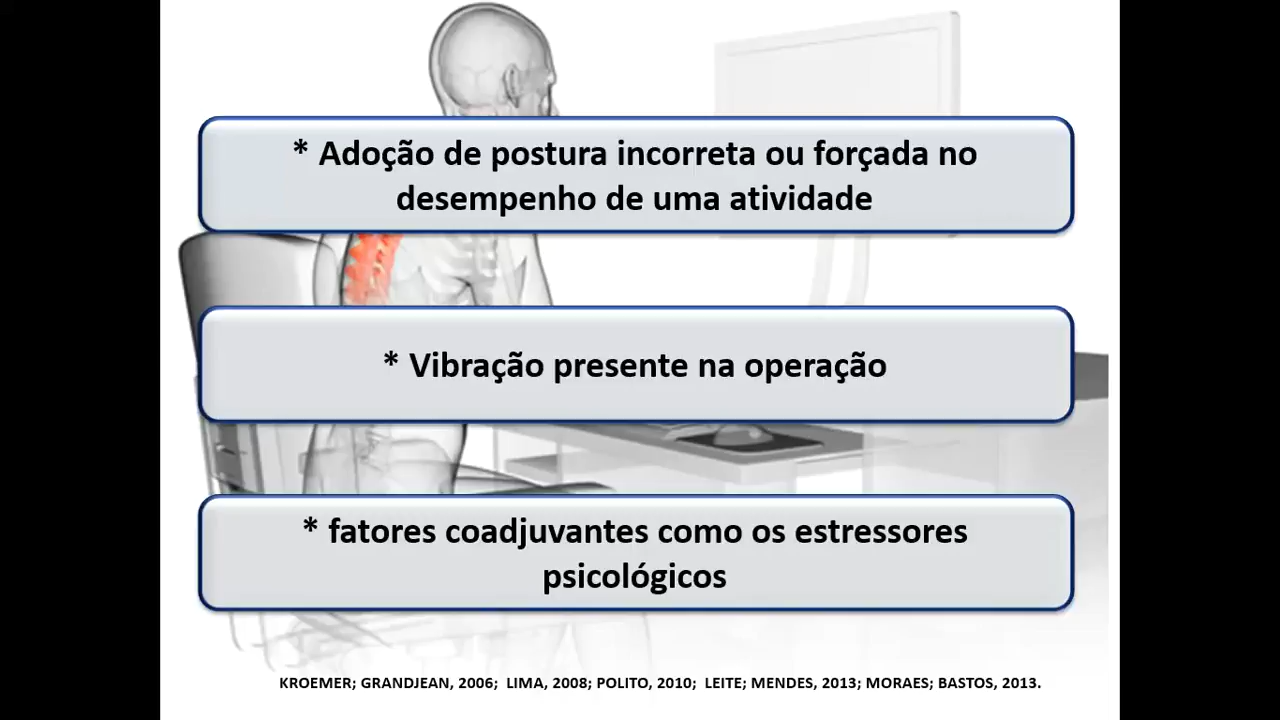 * Adoção de postura incorreta ou forçada no
desempenho de uma atividade
* Vibração presente na operação
* fatores coadjuvantes como os estressores
psicológicos
KROEMER; GRANDJEAN, 2006; LIMA, 2008; POLITO, 2010; LEITE; MENDES, 2013; MORAES; BASTOS, 2013.